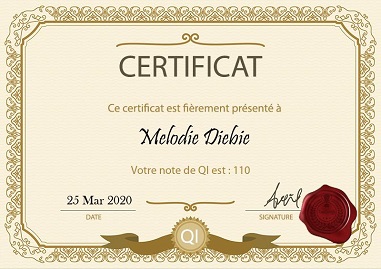 CERTIFICAT
Ce certificat est fièrement présenté à
Melodie Diebie
Votre note de QI est : 110
25 Mar 2020
DATE
SIGNATURE
QI